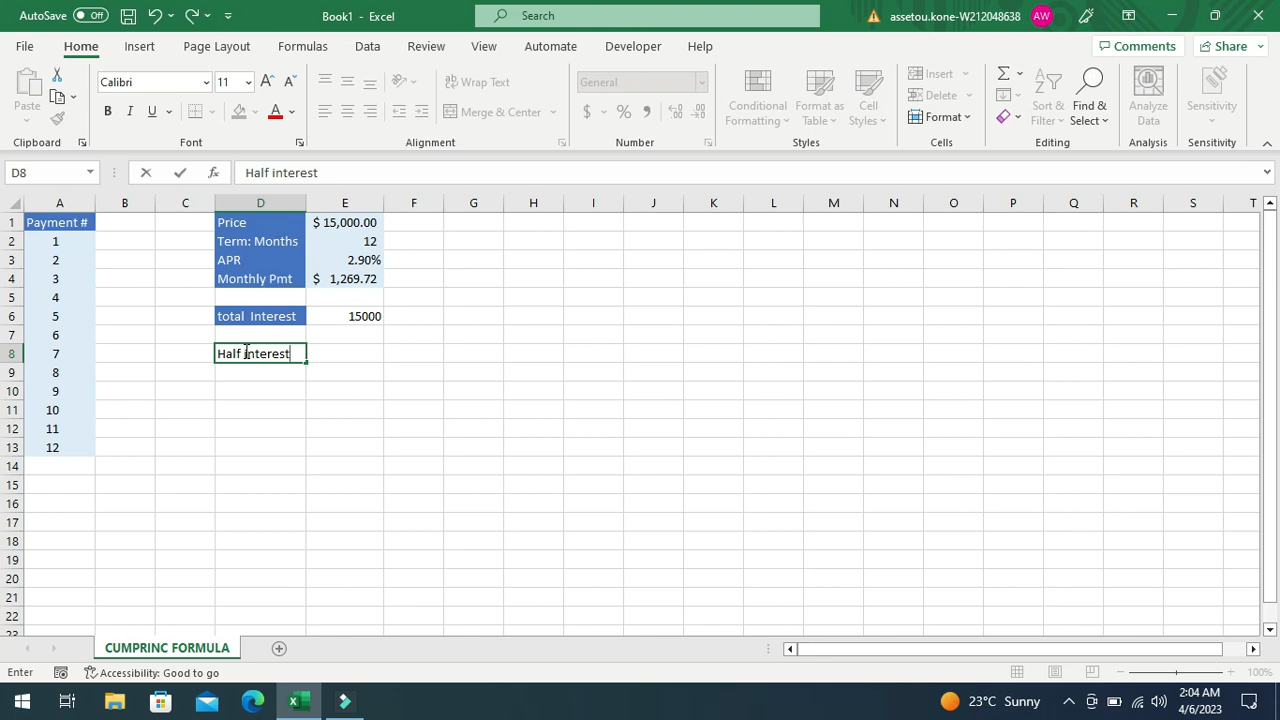 AutoSave Off Book1 - Excel Search assetou.kone-W212048638 AW
File Home Insert Page Layout Formulas Data Review View Automate Developer Help Comments Share
Paste Calibri 11 A A Wrap Text General Insert Σ
B I U A Merge & Center $ % Conditional Formatting Format as Table Cell Styles Delete Format Sort & Filter Find & Select Analyze Data Sensitivity
Clipboard Font Alignment Number Styles Cells Editing Analysis Sensitivity
D8 fx Half interest
A B C D E F G H I J K L M N O P Q R S T
1 Payment # Price $ 15,000.00
2 1 Term: Months 12
3 2 APR 2.90%
4 3 Monthly Pmt $ 1,269.72
5 4
6 5 total Interest 15000
7 6
8 7 Half interest
9 8
10 9
11 10
12 11
13 12
14
15
16
17
18
19
20
21
22
23
CUMPRINC FORMULA
Enter Accessibility: Good to go 100%
23°C Sunny 2:04 AM
4/6/2023